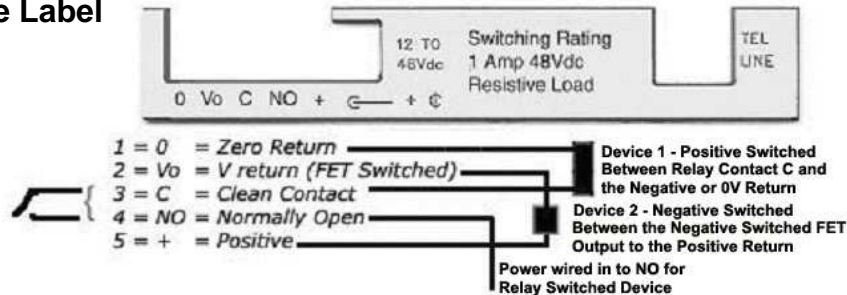 e Label
12 TO
48Vdc
Switching Rating
1 Amp 48Vdc
Resistive Load
TEL
LINE
0 Vo C NO + + ₵
1 = 0 = Zero Return
2 = Vo = V return (FET Switched)
3 = C = Clean Contact
4 = NO = Normally Open
5 = + = Positive
Device 1 - Positive Switched
Between Relay Contact C and
the Negative or 0V Return
Device 2 - Negative Switched
Between the Negative Switched FET
Output to the Positive Return
Power wired in to NO for
Relay Switched Device